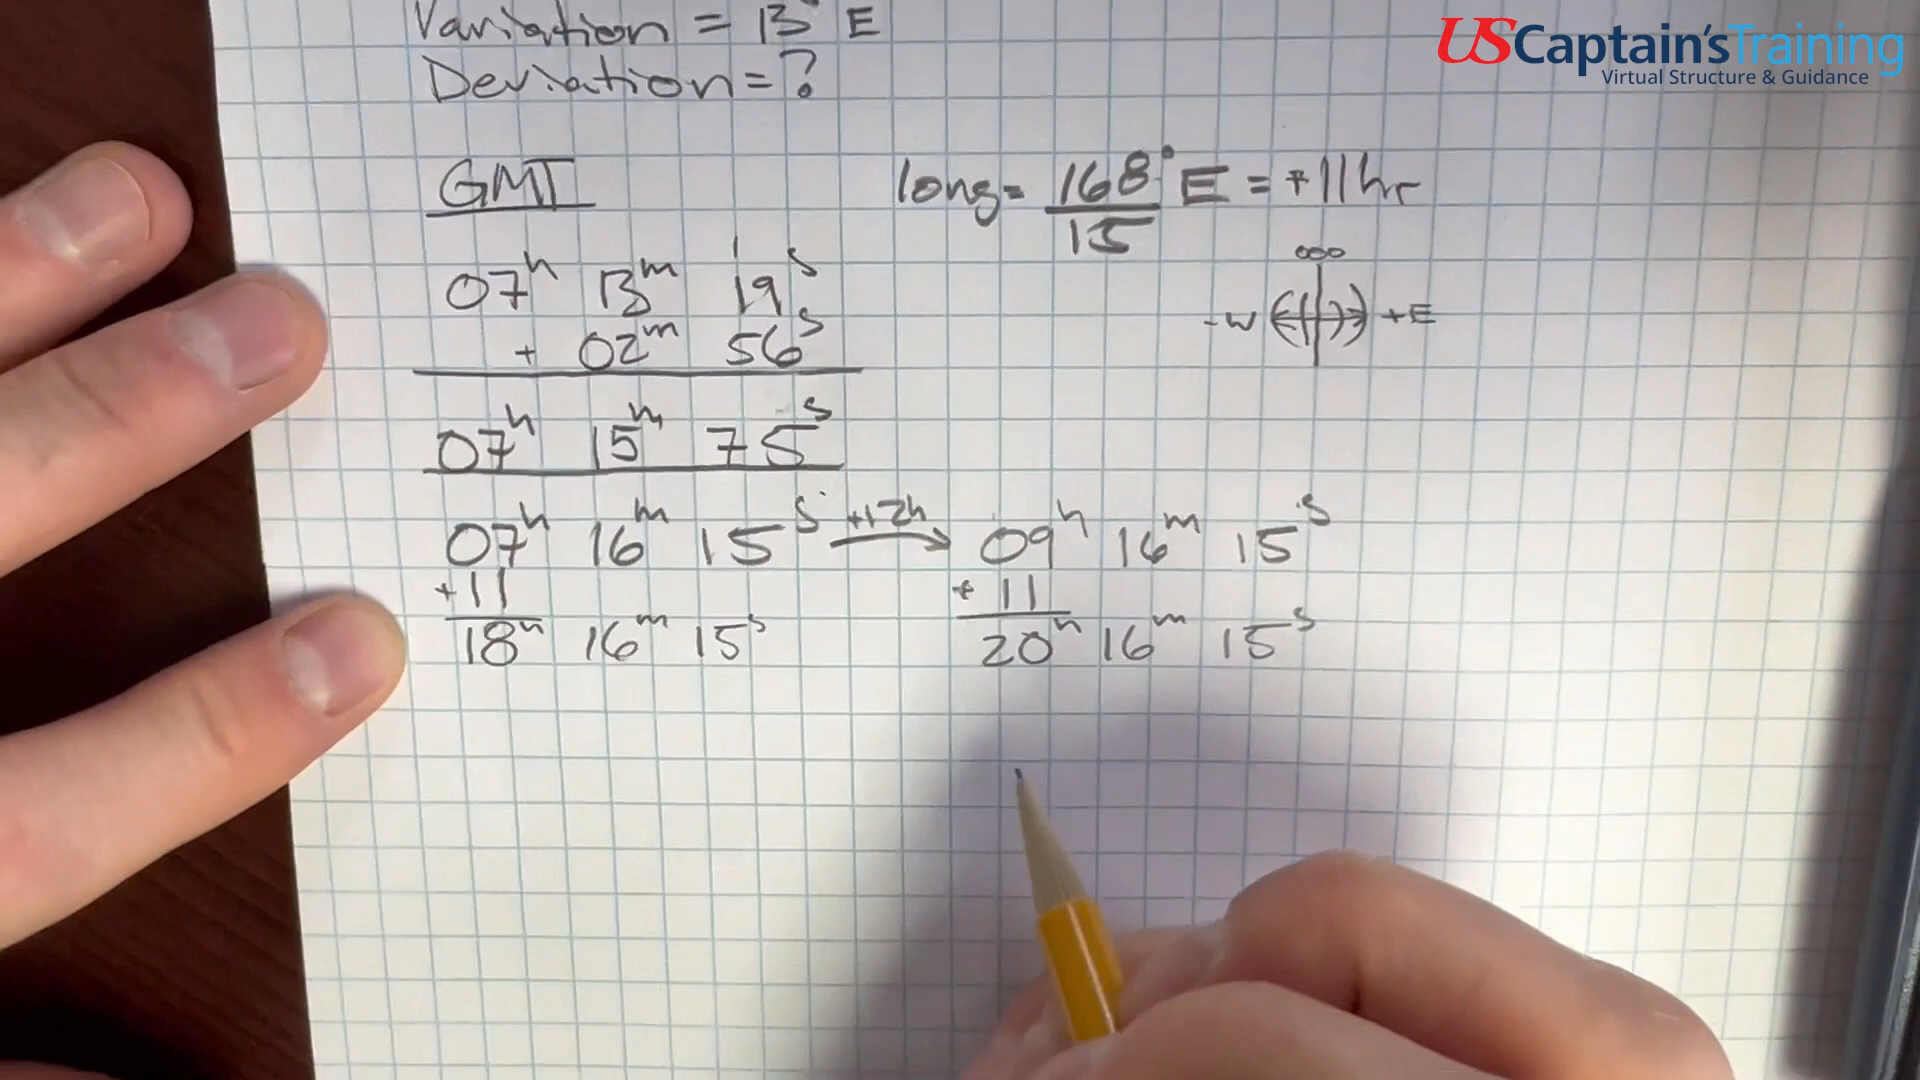 Variation = 13° E
Deviation = ?
USCaptain'sTraining
Virtual Structure & Guidance
GMT
07h 13m 19s
+ 02m 56s
07h 15m 75s
07h 16m 15s
+11
18h 16m 15s
long= 168° E = +11hr
15
000
-W +E
+12h
09h 16m 15s
+ 11
20h 16m 15s